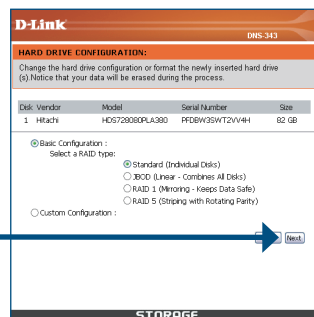 D-Link
DNS-343
HARD DRIVE CONFIGURATION:
Change the hard drive configuration or format the newly inserted hard drive
(s).Notice that your data will be erased during the process.
Disk Vendor Model Serial Number Size
1 Hitachi HDS728080PLA380 PFDBW3SWT2VV4H 82 GB
Basic Configuration :
Select a RAID type:
Standard (Individual Disks)
JBOD (Linear - Combines All Disks)
RAID 1 (Mirroring - Keeps Data Safe)
RAID 5 (Striping with Rotating Parity)
Custom Configuration :
Next
STORAGE